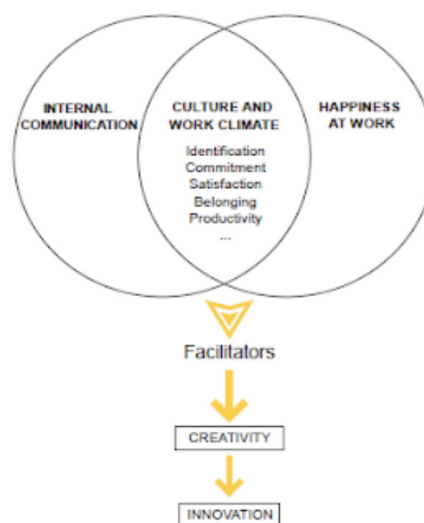 INTERNAL
COMMUNICATION
CULTURE AND
WORK CLIMATE
Identification
Commitment
Satisfaction
Belonging
Productivity
...
HAPPINESS
AT WORK
Facilitators
CREATIVITY
INNOVATION